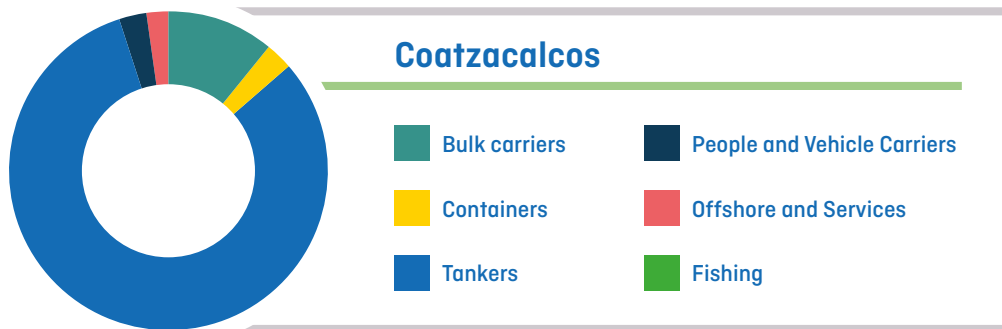 Coatzacalcos
Bulk carriers
Containers
Tankers
People and Vehicle Carriers
Offshore and Services
Fishing